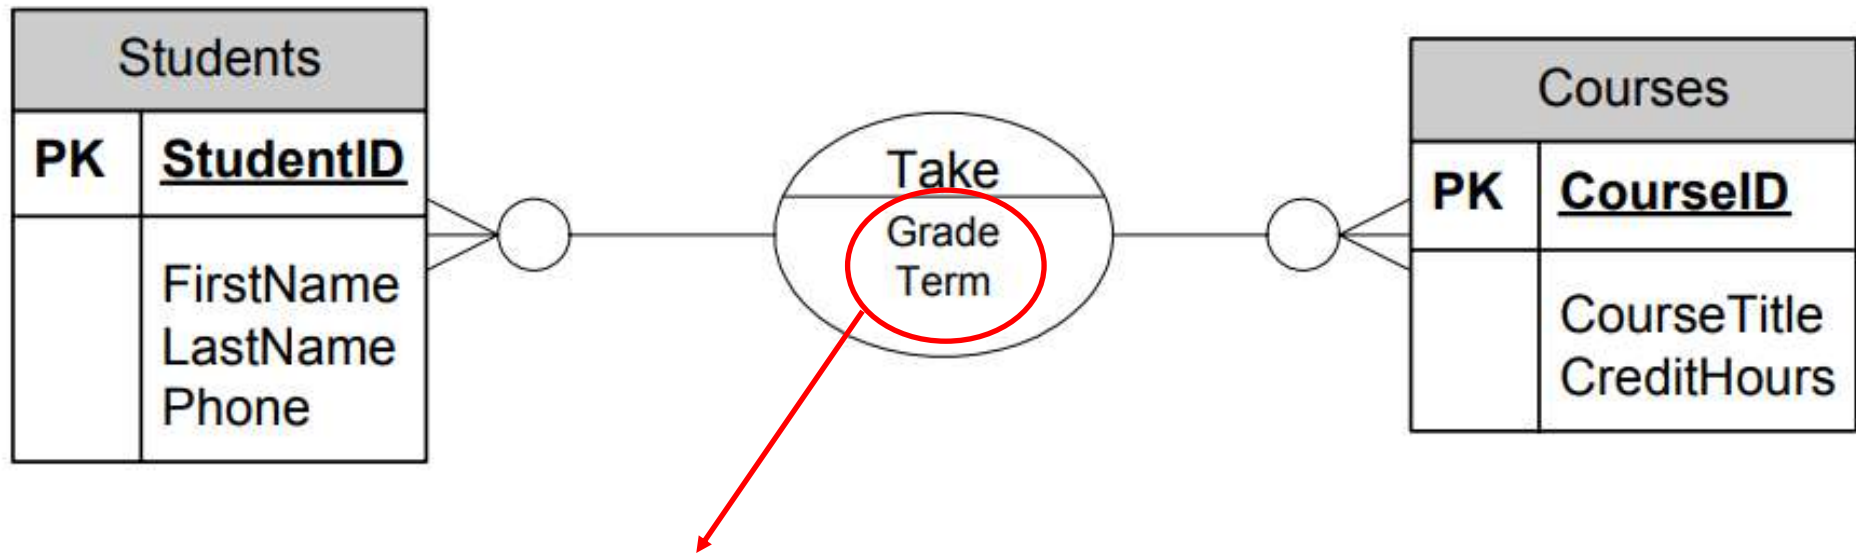 Students
PK StudentID
FirstName
LastName
Phone
Take
Grade
Term
Courses
PK CourseID
CourseTitle
CreditHours